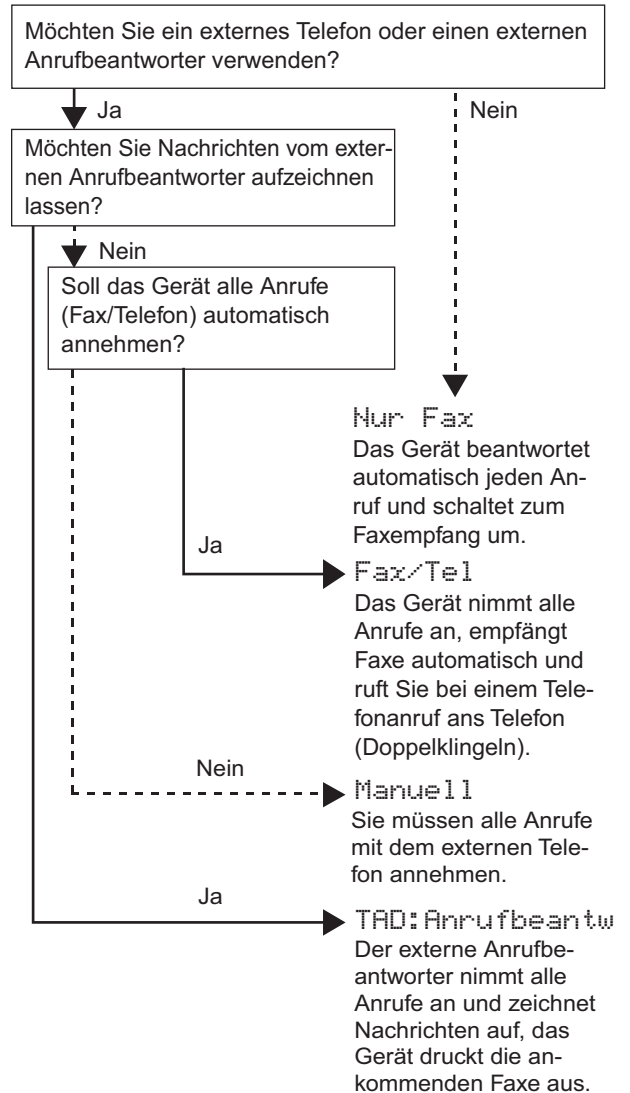 Möchten Sie ein externes Telefon oder einen externen
Anrufbeantworter verwenden?
Ja
Nein
Möchten Sie Nachrichten vom exter-
nen Anrufbeantworter aufzeichnen
lassen?
Nein
Soll das Gerät alle Anrufe
(Fax/Telefon) automatisch
annehmen?
Nur Fax
Das Gerät beantwortet
automatisch jeden An-
ruf und schaltet zum
Faxempfang um.
Ja
Fax/Tel
Das Gerät nimmt alle
Anrufe an, empfängt
Faxe automatisch und
ruft Sie bei einem Tele-
fonanruf ans Telefon
(Doppelklingeln).
Nein
Manuell
Sie müssen alle Anrufe
mit dem externen Tele-
fon annehmen.
Ja
TAD:Anrufbeantw
Der externe Anrufbe-
antworter nimmt alle
Anrufe an und zeichnet
Nachrichten auf, das
Gerät druckt die an-
kommenden Faxe aus.